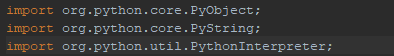 import org.python.core.PyObject;
import org.python.core.PyString;
import org.python.util.PythonInterpreter;